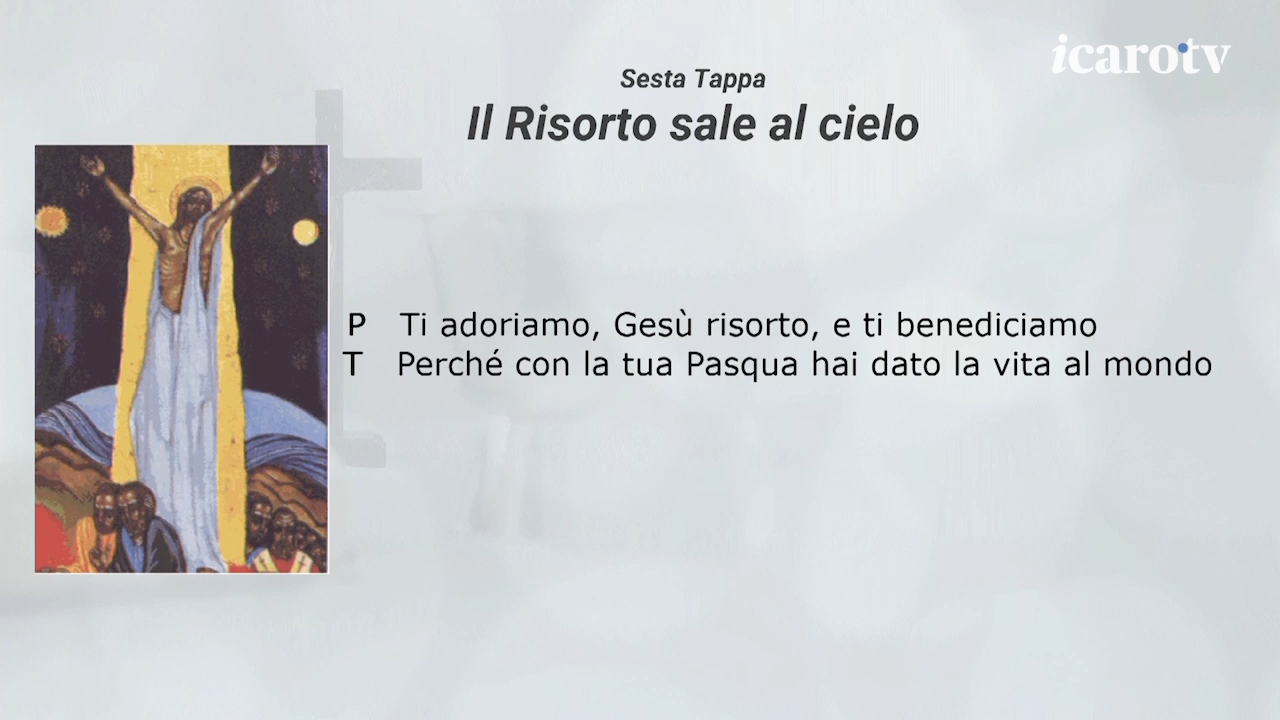 icarotv
Sesta Tappa
Il Risorto sale al cielo
P Ti adoriamo, Gesù risorto, e ti benediciamo
T Perché con la tua Pasqua hai dato la vita al mondo